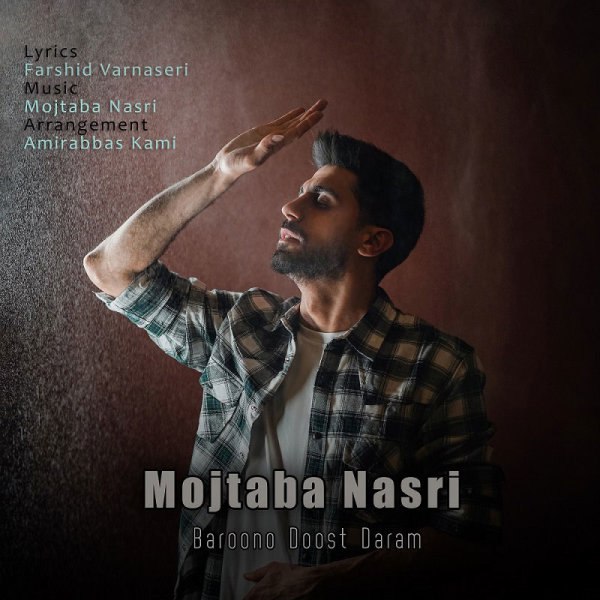 Lyrics
Farshid Varnaseri
Music
Mojtaba Nasri
Arrangement
Amirabbas Kami
Mojtaba Nasri
Baroono Doost Daram